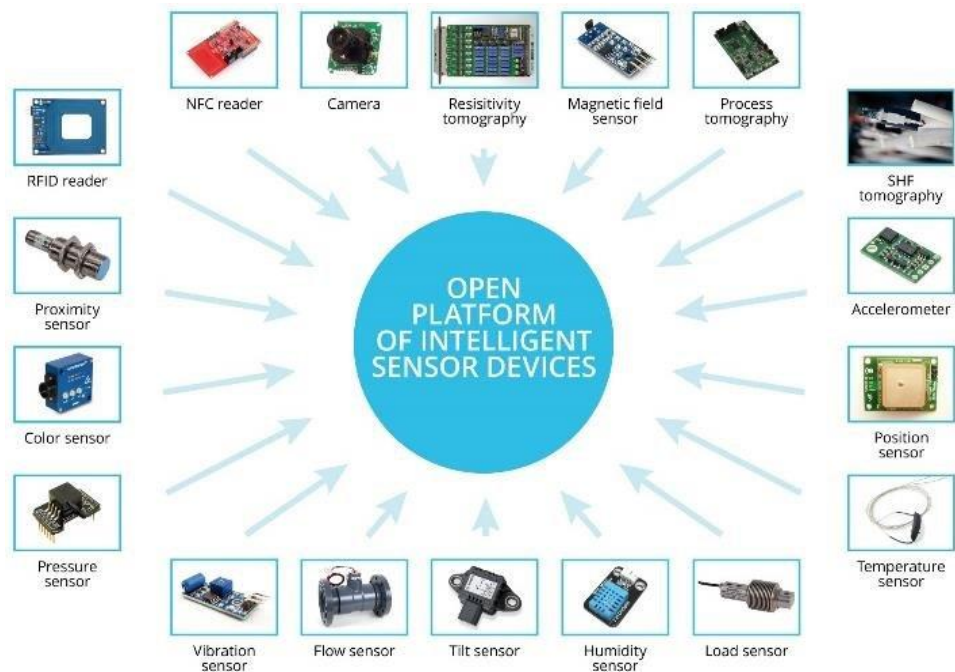 NFC reader
Camera
Resisitivity
tomography
Magnetic field
sensor
Process
tomography
RFID reader
SHF
tomography
Proximity
sensor
Accelerometer
OPEN
PLATFORM
OF INTELLIGENT
SENSOR DEVICES
Color sensor
Position
sensor
Pressure
sensor
Temperature
sensor
Vibration
sensor
Flow sensor
Tilt sensor
Humidity
sensor
Load sensor